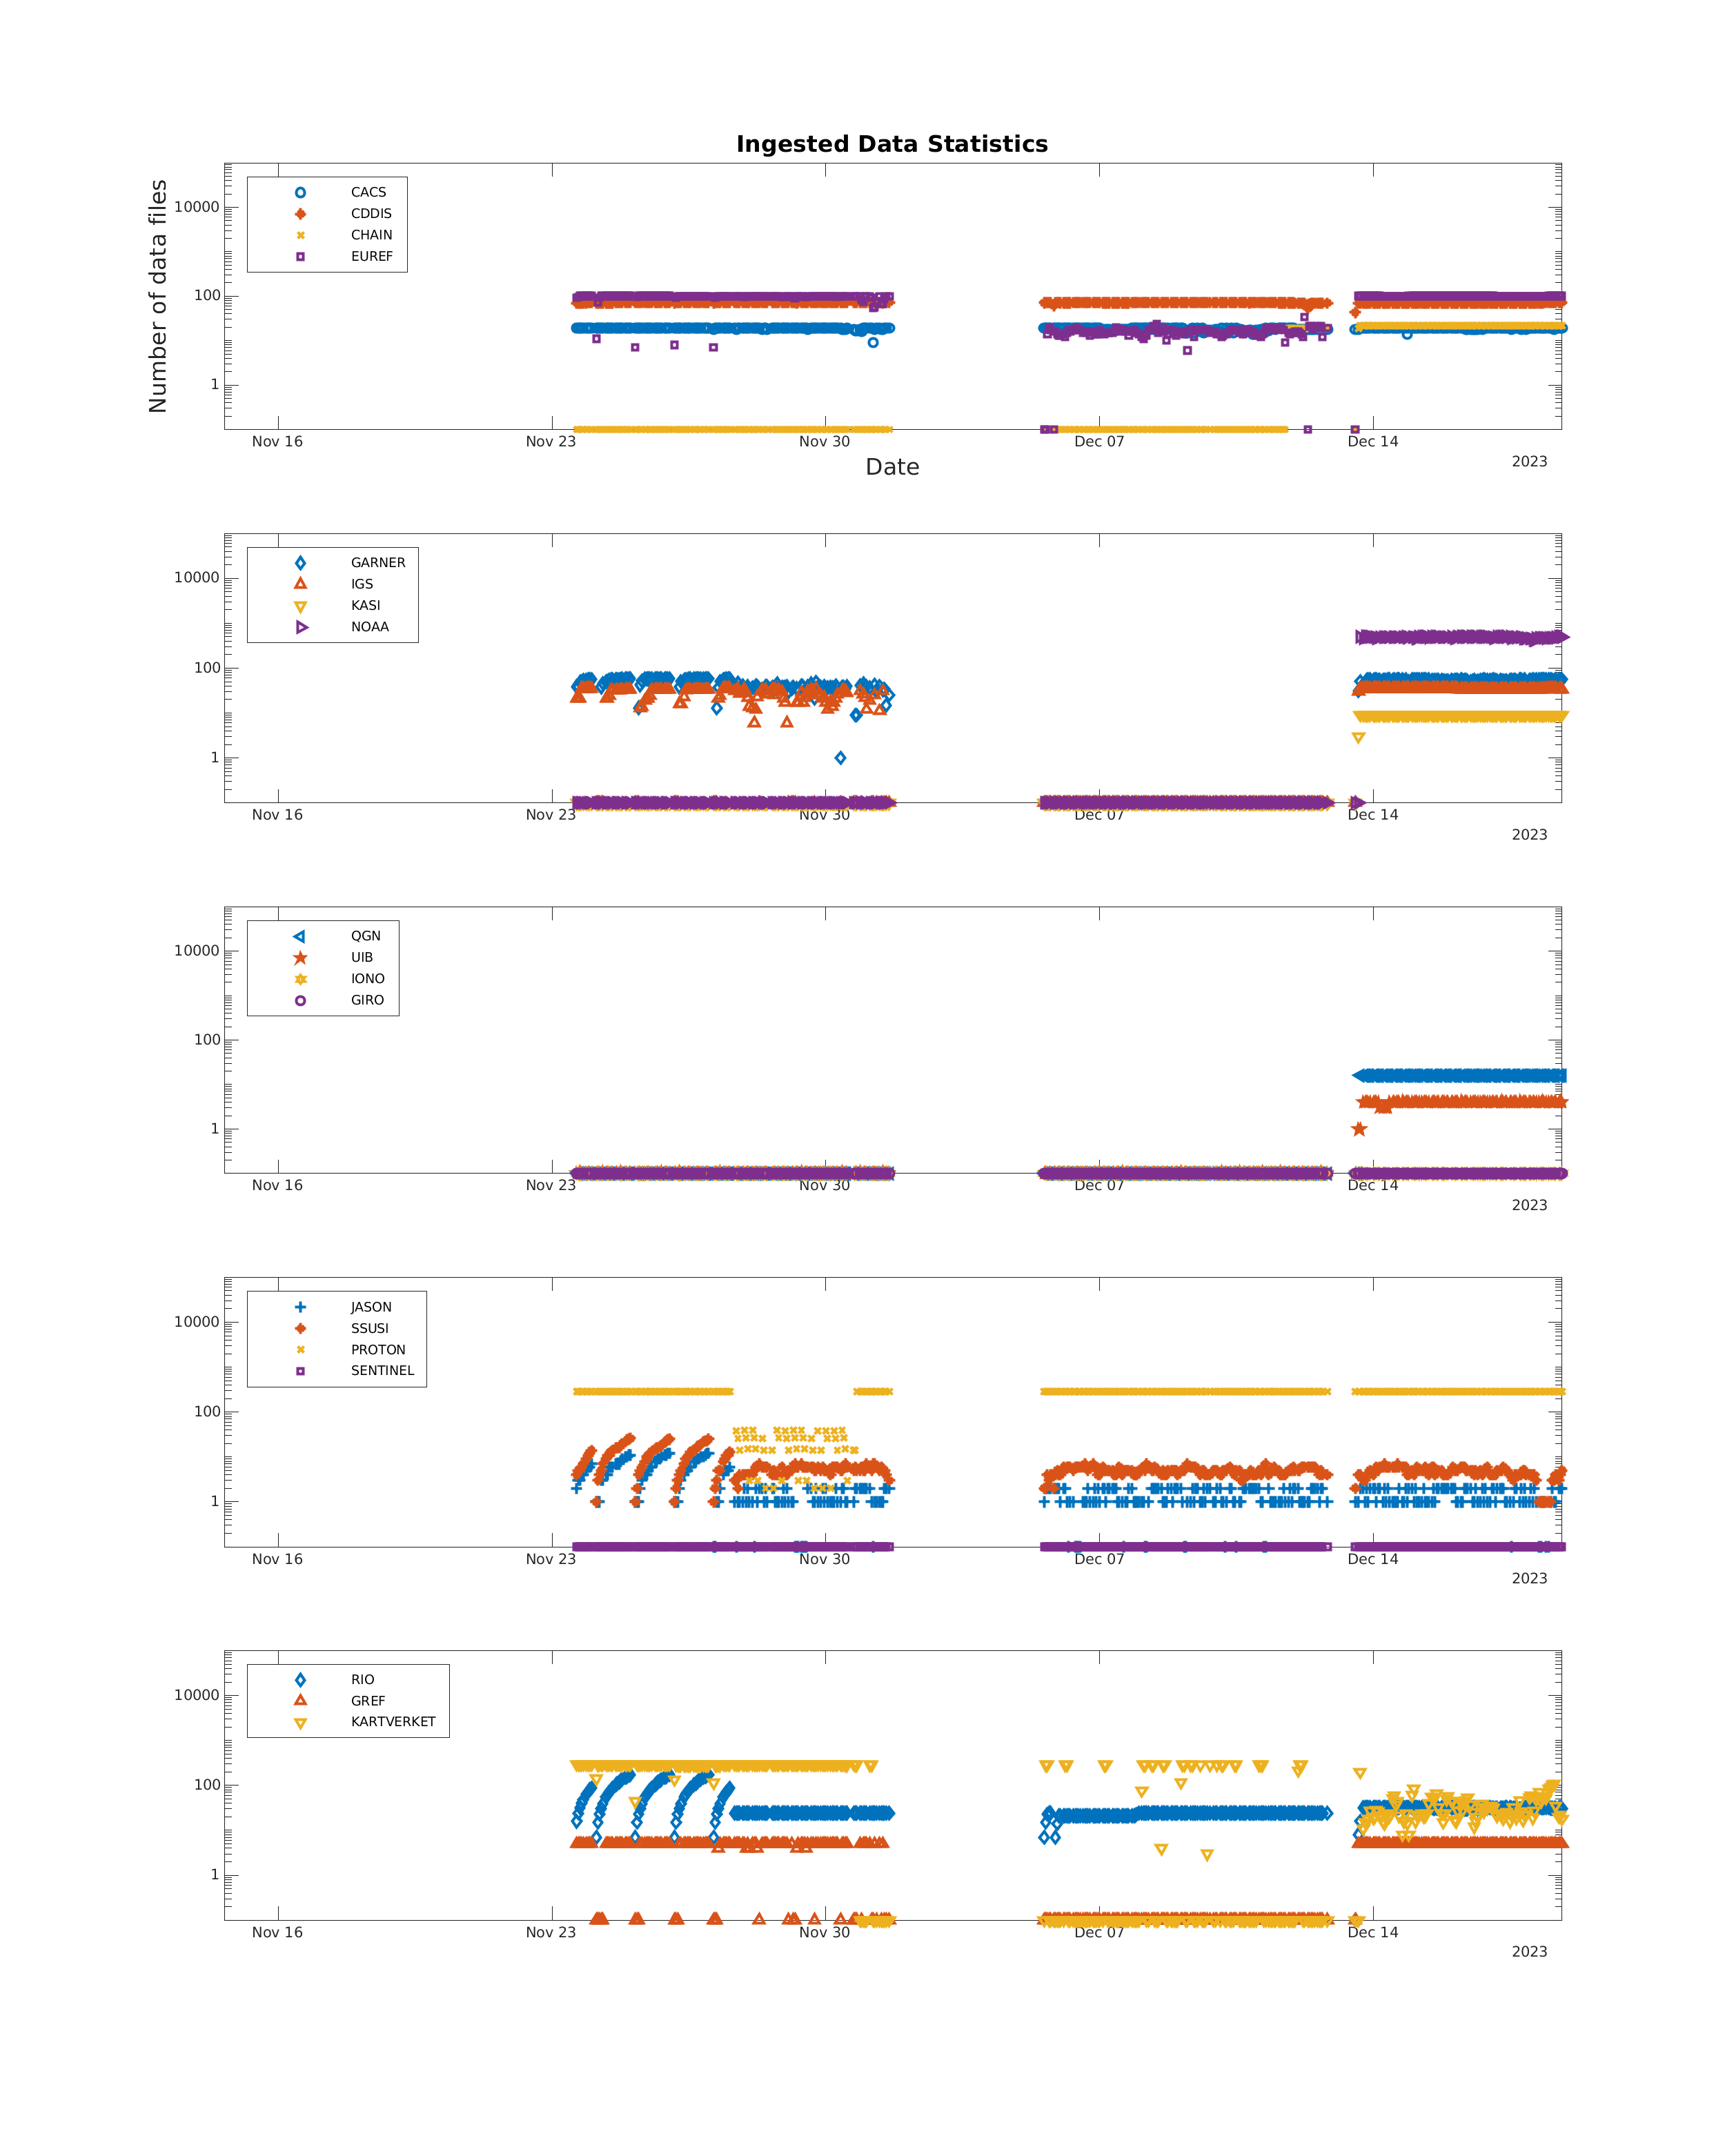 Ingested Data Statistics
Number of data files
10000
100
1
CACS
CDDIS
CHAIN
EUREF
Nov 16 Nov 23 Nov 30 Dec 07 Dec 14
2023
Date
10000
100
1
GARNER
IGS
KASI
NOAA
Nov 16 Nov 23 Nov 30 Dec 07 Dec 14
2023
10000
100
1
QGN
UIB
IONO
GIRO
Nov 16 Nov 23 Nov 30 Dec 07 Dec 14
2023
10000
100
1
JASON
SSUSI
PROTON
SENTINEL
Nov 16 Nov 23 Nov 30 Dec 07 Dec 14
2023
10000
100
1
RIO
GREF
KARTVERKET
Nov 16 Nov 23 Nov 30 Dec 07 Dec 14
2023